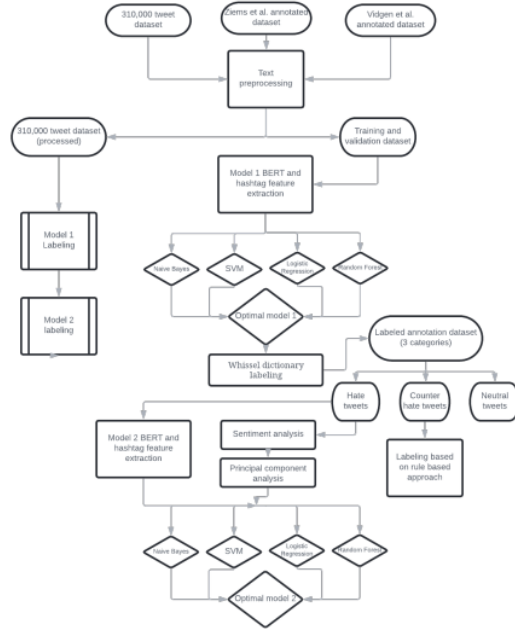 310,000 tweet
dataset
Ziems et al. annotated
dataset
Vidgen et al.
annotated dataset
Text
preprocessing
310,000 tweet dataset
(processed)
Training and
validation dataset
Model 1 BERT and
hashtag feature
extraction
Model 1
Labeling
Naive Bayes
SVM
Logistic
Regression
Random Forest
Model 2
labeling
Optimal model 1
Whissel dictionary
labeling
Labeled annotation dataset
(3 categories)
Hate
tweets
Counter
hate tweets
Neutral
tweets
Model 2 BERT and
hashtag feature
extraction
Sentiment analysis
Principal component
analysis
Labeling based
on rule based
approach
Naive Bayes
SVM
Logistic
Regression
Random Forest
Optimal model 2